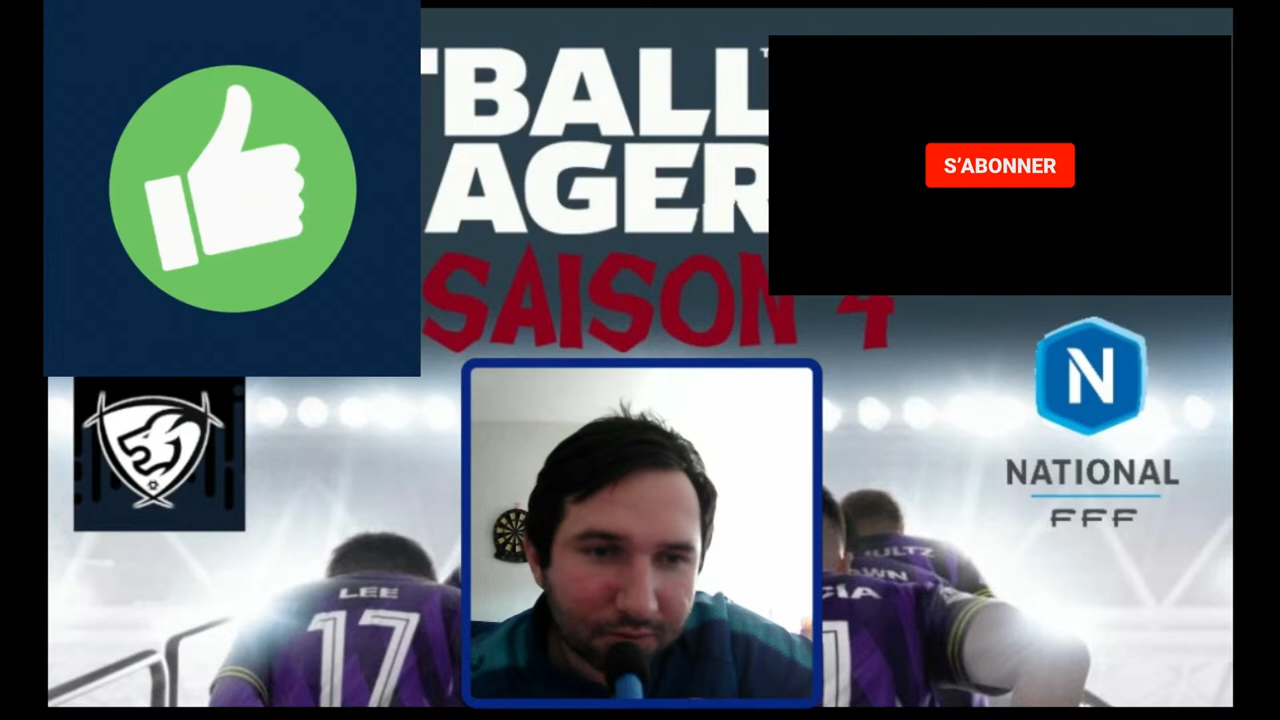 BALL
AGER
S'ABONNER
SAISON 4
N
NATIONAL
FFF
LEE
17